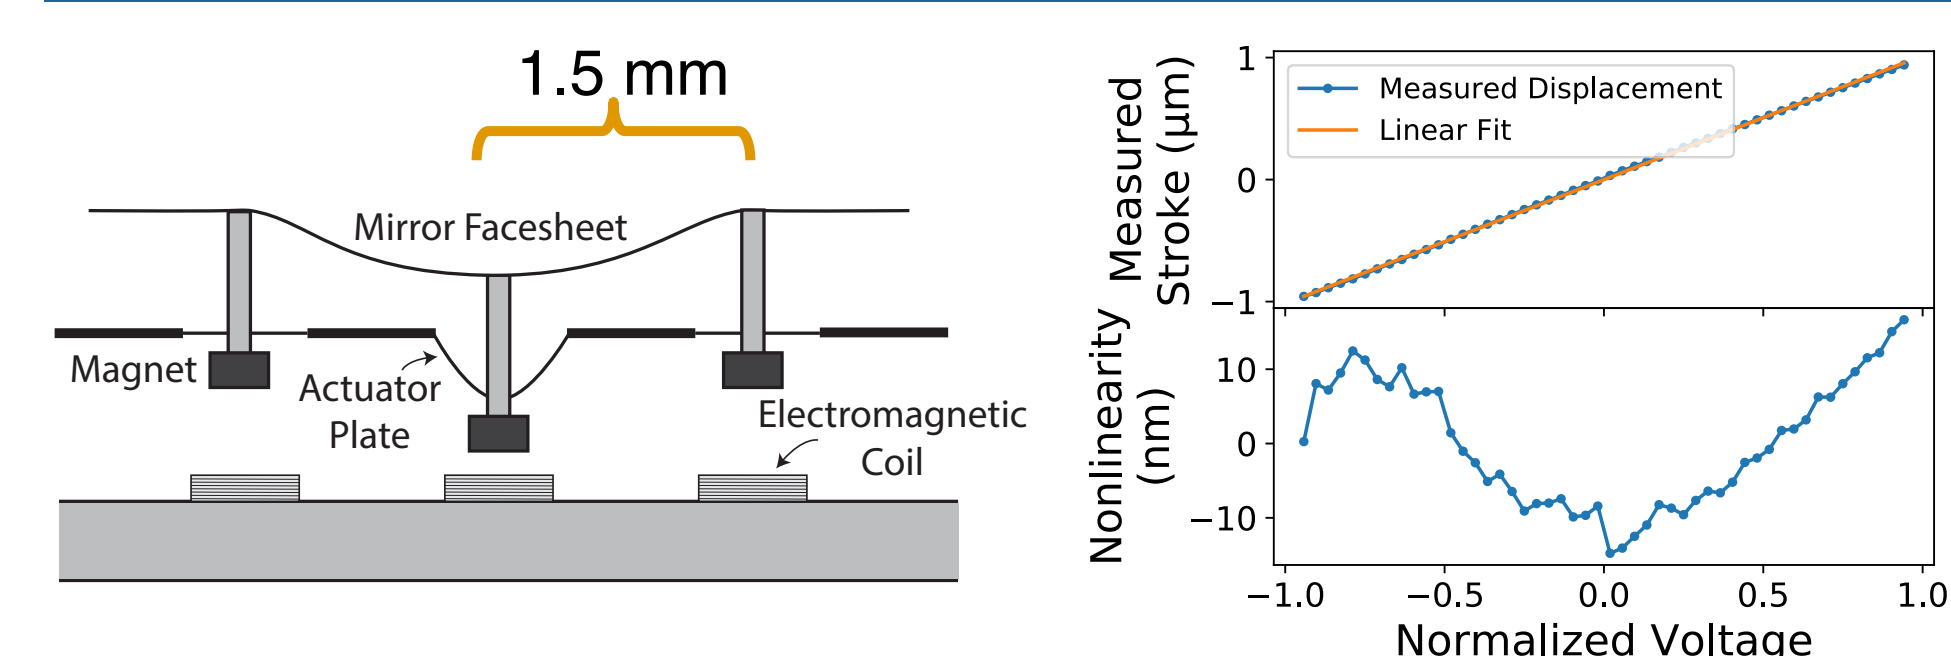 1.5 mm
Mirror Facesheet
Magnet
Actuator
Plate
Electromagnetic
Coil
Measured
Stroke (μm)
1
0
−1
Measured Displacement
Linear Fit
Nonlinearity
(nm)
10
0
−10
−1.0 −0.5 0.0 0.5 1.0
Normalized Voltage